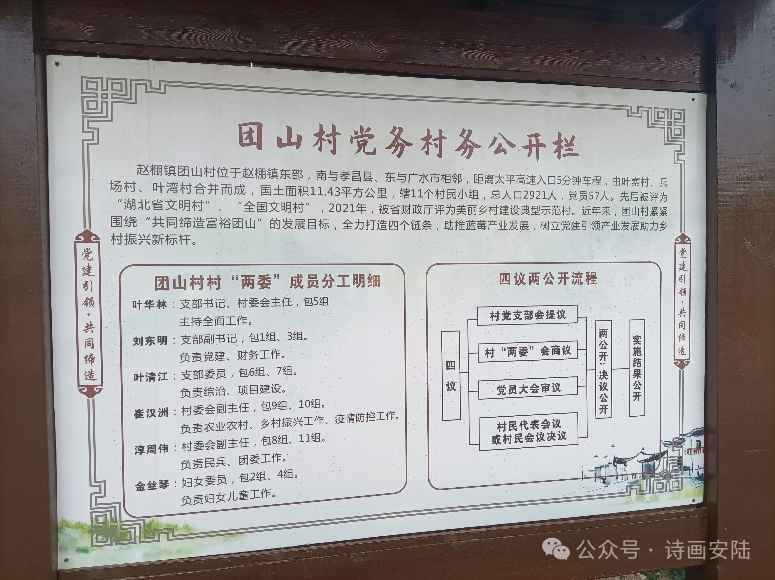 团山村党务村务公开栏
赵棚镇团山村位于赵棚镇东部，南与孝昌县、东与广水市相邻，距离太平高速入口5分钟车程，由叶寨村、兵
场村、叶湾村合并而成，国土面积11.43平方公里，辖11个村民小组，总人口2921人，党员57人。先后被评为
“湖北省文明村”、“全国文明村”，2021年，被省财政厅评为美丽乡村建设典型示范村。近年来，团山村紧紧
围绕“共同缔造富裕团山”的发展目标，全力打造四个链条，助推蓝莓产业发展，树立党建引领产业发展助力乡
村振兴新标杆。
党建引领·共同缔造
团山村村“两委”成员分工明细
叶华林：支部书记、村委会主任，包5组
主持全面工作。
刘东明：支部副书记，包1组、3组。
负责党建、财务工作。
叶清江：支部委员，包6组、7组。
负责综治、项目建设。
崔汉洲：村委会副主任，包9组、10组。
负责农业农村、乡村振兴工作、疫情防控工作。
淳周伟：村委会副主任，包8组、11组。
负责民兵、团委工作。
金丝琴：妇女委员，包2组、4组。
负责妇女儿童工作。
四议两公开流程
四议
村党支部会提议
村“两委”会商议
党员大会审议
村民代表会议
或村民会议决议
两公开·决议公开
实施结果公开
党建引领·共同缔造
公众号·诗画安陆